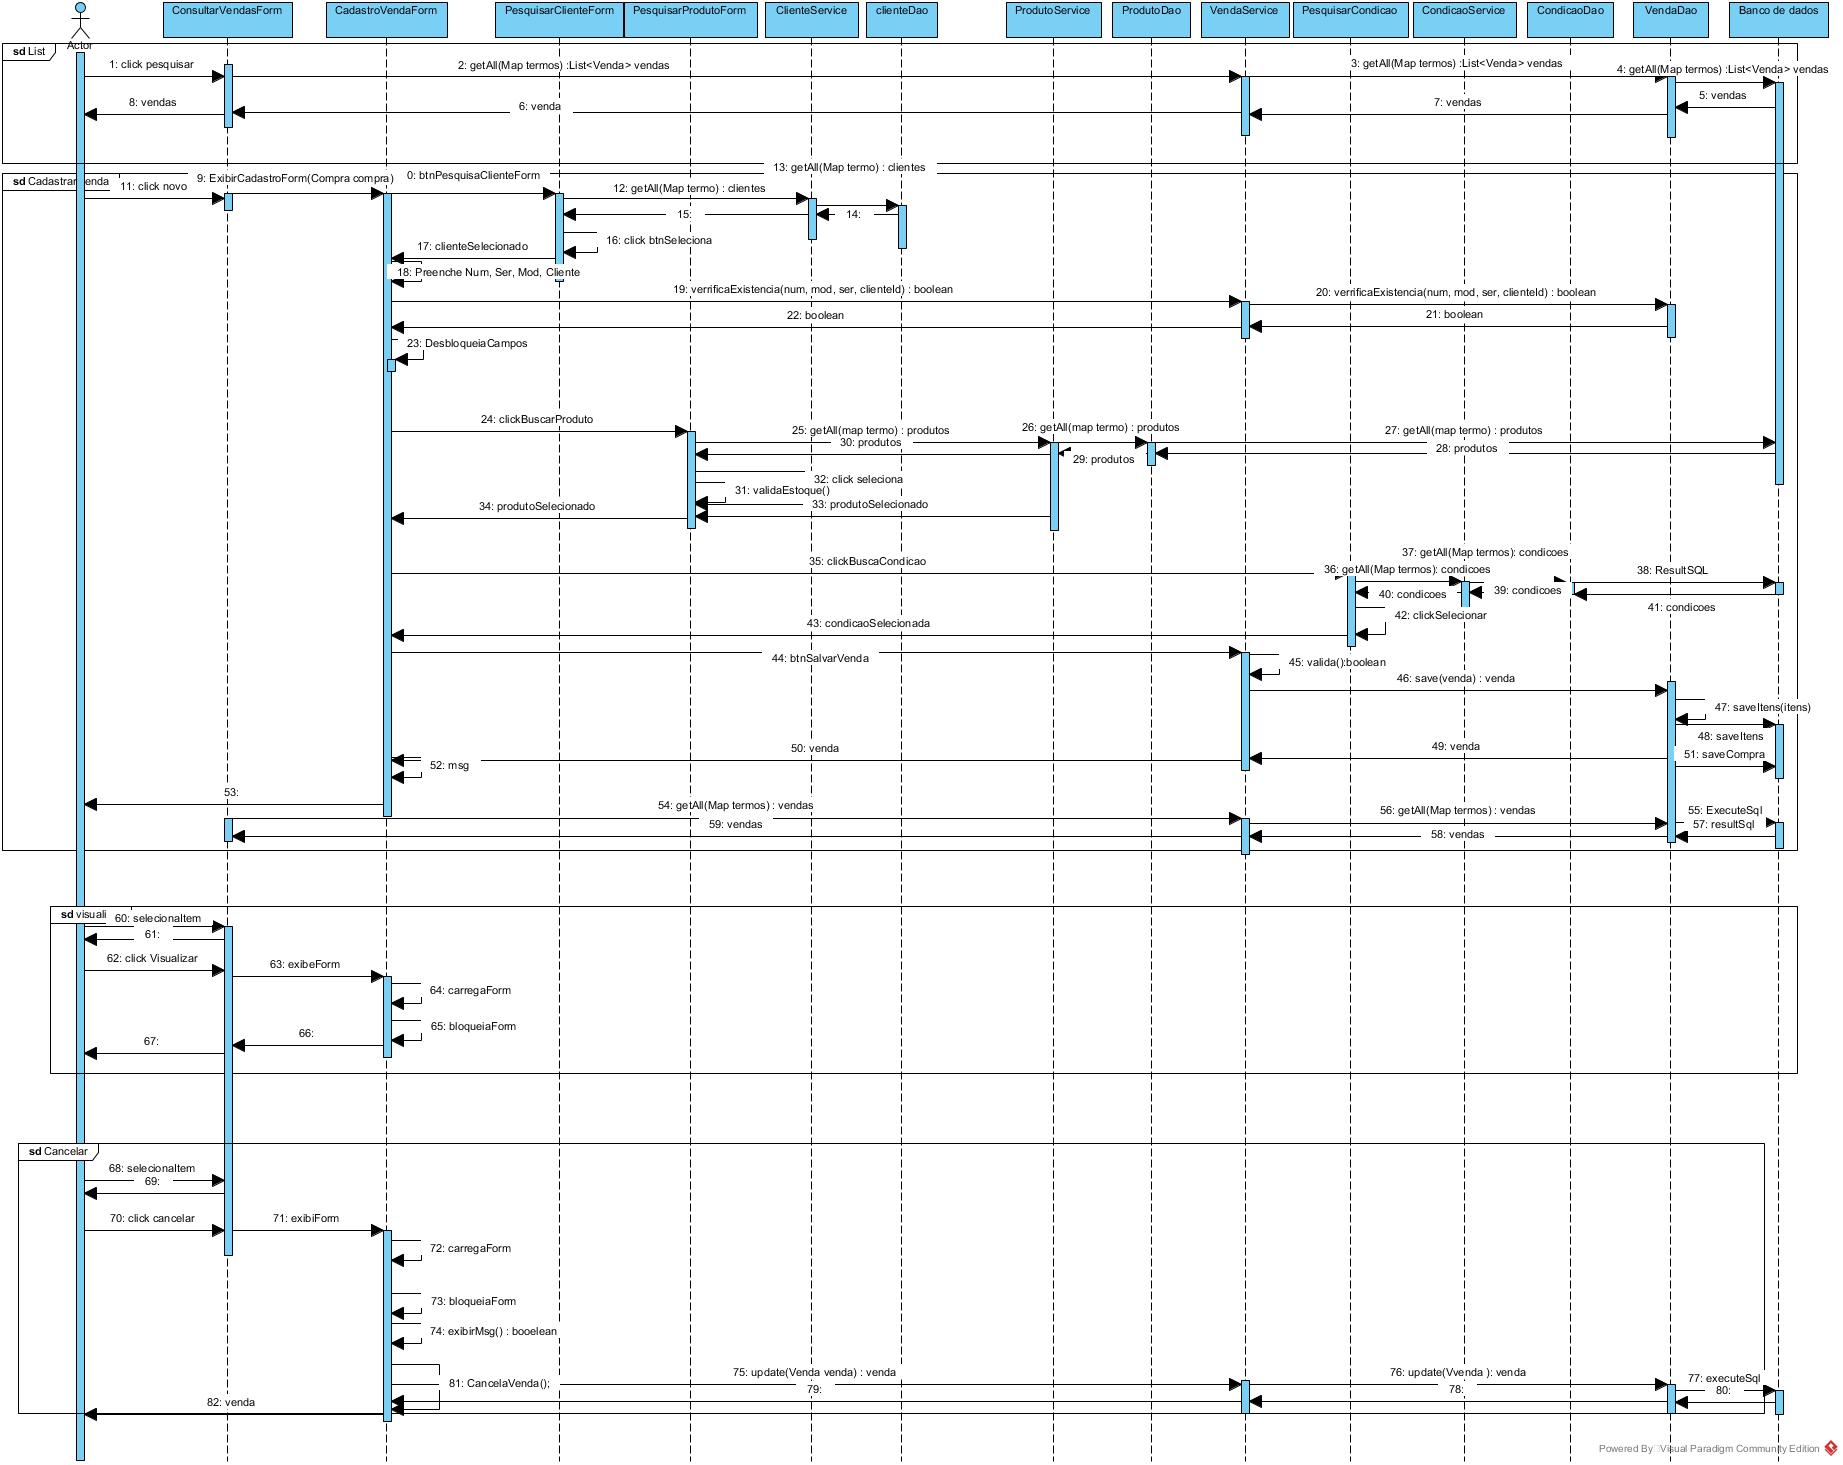 ConsultarVendasForm
CadastroVendaForm
PesquisarClienteForm
PesquisarProdutoForm
ClienteService
clienteDao
ProdutoService
ProdutoDao
VendaService
PesquisarCondicao
CondicaoService
CondicaoDao
VendaDao
Banco de dados
Actor
sd List
1: click pesquisar
2: getAll(Map termos) :List<Venda> vendas
3: getAll(Map termos) :List<Venda> vendas
4: getAll(Map termos) :List<Venda> vendas
8: vendas
6: venda
7: vendas
5: vendas
13: getAll(Map termo) : clientes
sd Cadastrar enda
11: click novo
9: ExibirCadastroForm(Compra compra)
0: btnPesquisaClienteForm
12: getAll(Map termo) : clientes
15:
14:
16: click btnSeleciona
17: clienteSelecionado
18: Preenche Num, Ser, Mod, Cliente
19: verrificaExistencia(num, mod, ser, clienteId) : boolean
20: verrificaExistencia(num, mod, ser, clienteId) : boolean
22: boolean
21: boolean
23: DesbloqueiaCampos
24: clickBuscarProduto
25: getAll(map termo) : produtos
26: getAll(map termo) : produtos
27: getAll(map termo) : produtos
30: produtos
28: produtos
29: produtos
32: click seleciona
31: validaEstoque()
34: produtoSelecionado
33: produtoSelecionado
35: clickBuscaCondicao
37: getAll(Map termos): condicoes
36: getAll(Map termos): condicoes
38: ResultSQL
40: condicoes
39: condicoes
41: condicoes
42: clickSelecionar
43: condicaoSelecionada
44: btnSalvarVenda
45: valida():boolean
46: save(venda) : venda
47: saveItens(itens)
48: saveItens
50: venda
49: venda
51: saveCompra
52: msg
53:
54: getAll(Map termos) : vendas
56: getAll(Map termos) : vendas
55: ExecuteSql
59: vendas
58: vendas
57: resultSql
sd visuali
60: selecionaItem
61:
62: click Visualizar
63: exibeForm
64: carregaForm
65: bloqueiaForm
66:
67:
sd Cancelar
68: selecionaItem
69:
70: click cancelar
71: exibiForm
72: carregaForm
73: bloqueiaForm
74: exibirMsg() : booelean
75: update(Venda venda) : venda
76: update(Vvenda ): venda
77: executeSql
81: CancelaVenda();
79:
78:
80:
82: venda
Powered By Visual Paradigm Community Edition